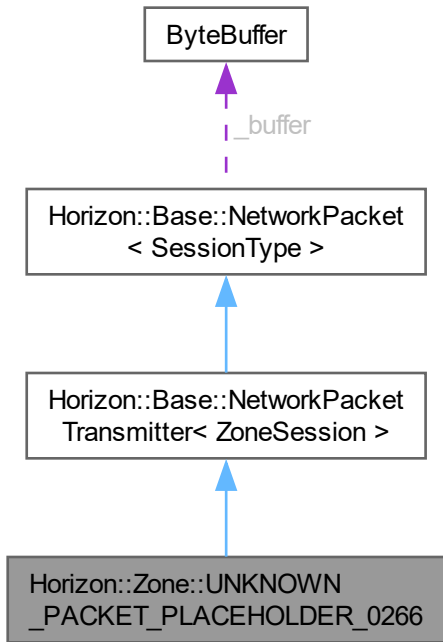 ByteBuffer
_buffer
Horizon::Base::NetworkPacket
< SessionType >
Horizon::Base::NetworkPacket
Transmitter< ZoneSession >
Horizon::Zone::UNKNOWN
_PACKET_PLACEHOLDER_0266